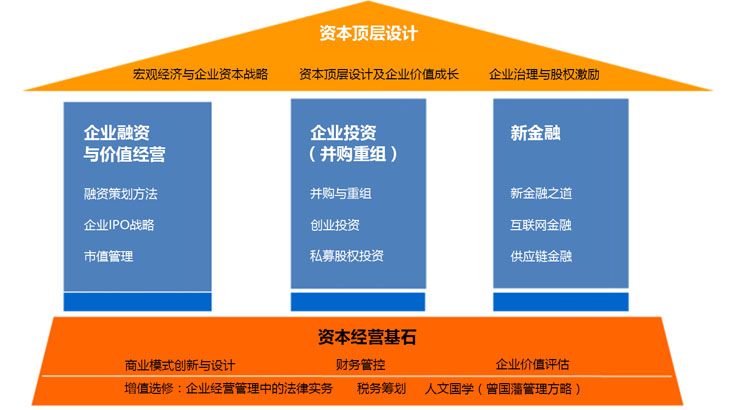 资本顶层设计
宏观经济与企业资本战略 资本顶层设计及企业价值成长 企业治理与股权激励
企业融资
与价值经营
融资策划方法
企业IPO战略
市值管理
企业投资
（并购重组）
并购与重组
创业投资
私募股权投资
新金融
新金融之道
互联网金融
供应链金融
资本经营基石
商业模式创新与设计 财务管控 企业价值评估
增值选修：企业经营管理中的法律实务 税务筹划 人文国学（曾国藩管理方略）